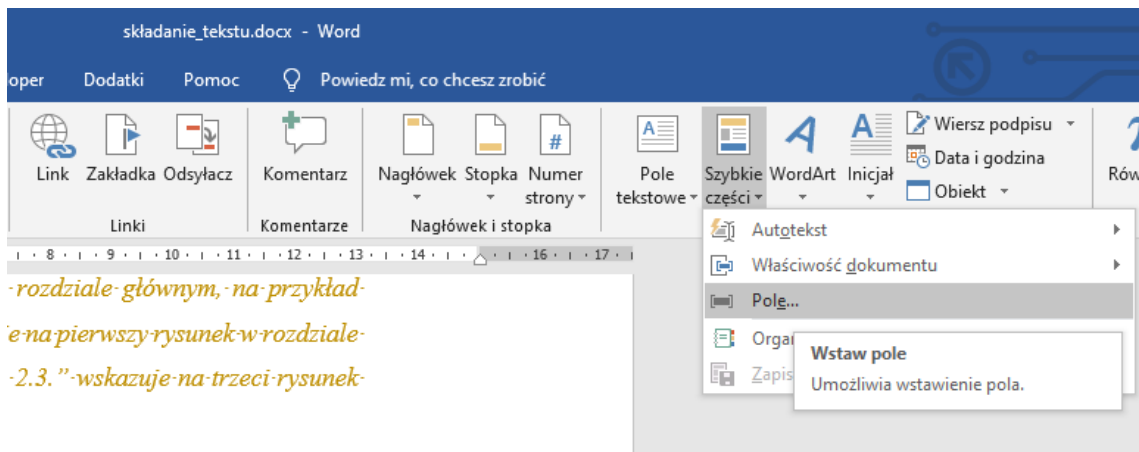 składanie_tekstu.docx - Word
oper Dodatki Pomoc Powiedz mi, co chcesz zrobić
Link Zakładka Odsyłacz Komentarz Nagłówek Stopka Numer strony Pole tekstowe Szybkie części WordArt Inicjał
Wiersz podpisu
Data i godzina
Obiekt
Rów
Linki Komentarze Nagłówek i stopka
8 9 10 11 12 13 14 16 17
Autotekst
Właściwość dokumentu
Pole...
Orga
Zapis
Wstaw pole
Umożliwia wstawienie pola.
rozdziale głównym, na przykład
e na pierwszy rysunek w rozdziale
2.3.” wskazuje na trzeci rysunek